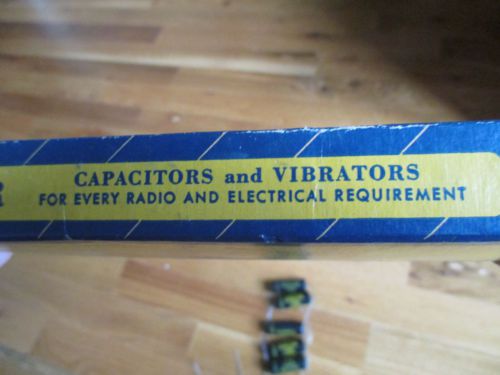 CAPACITORS and VIBRATORS
FOR EVERY RADIO AND ELECTRICAL REQUIREMENT